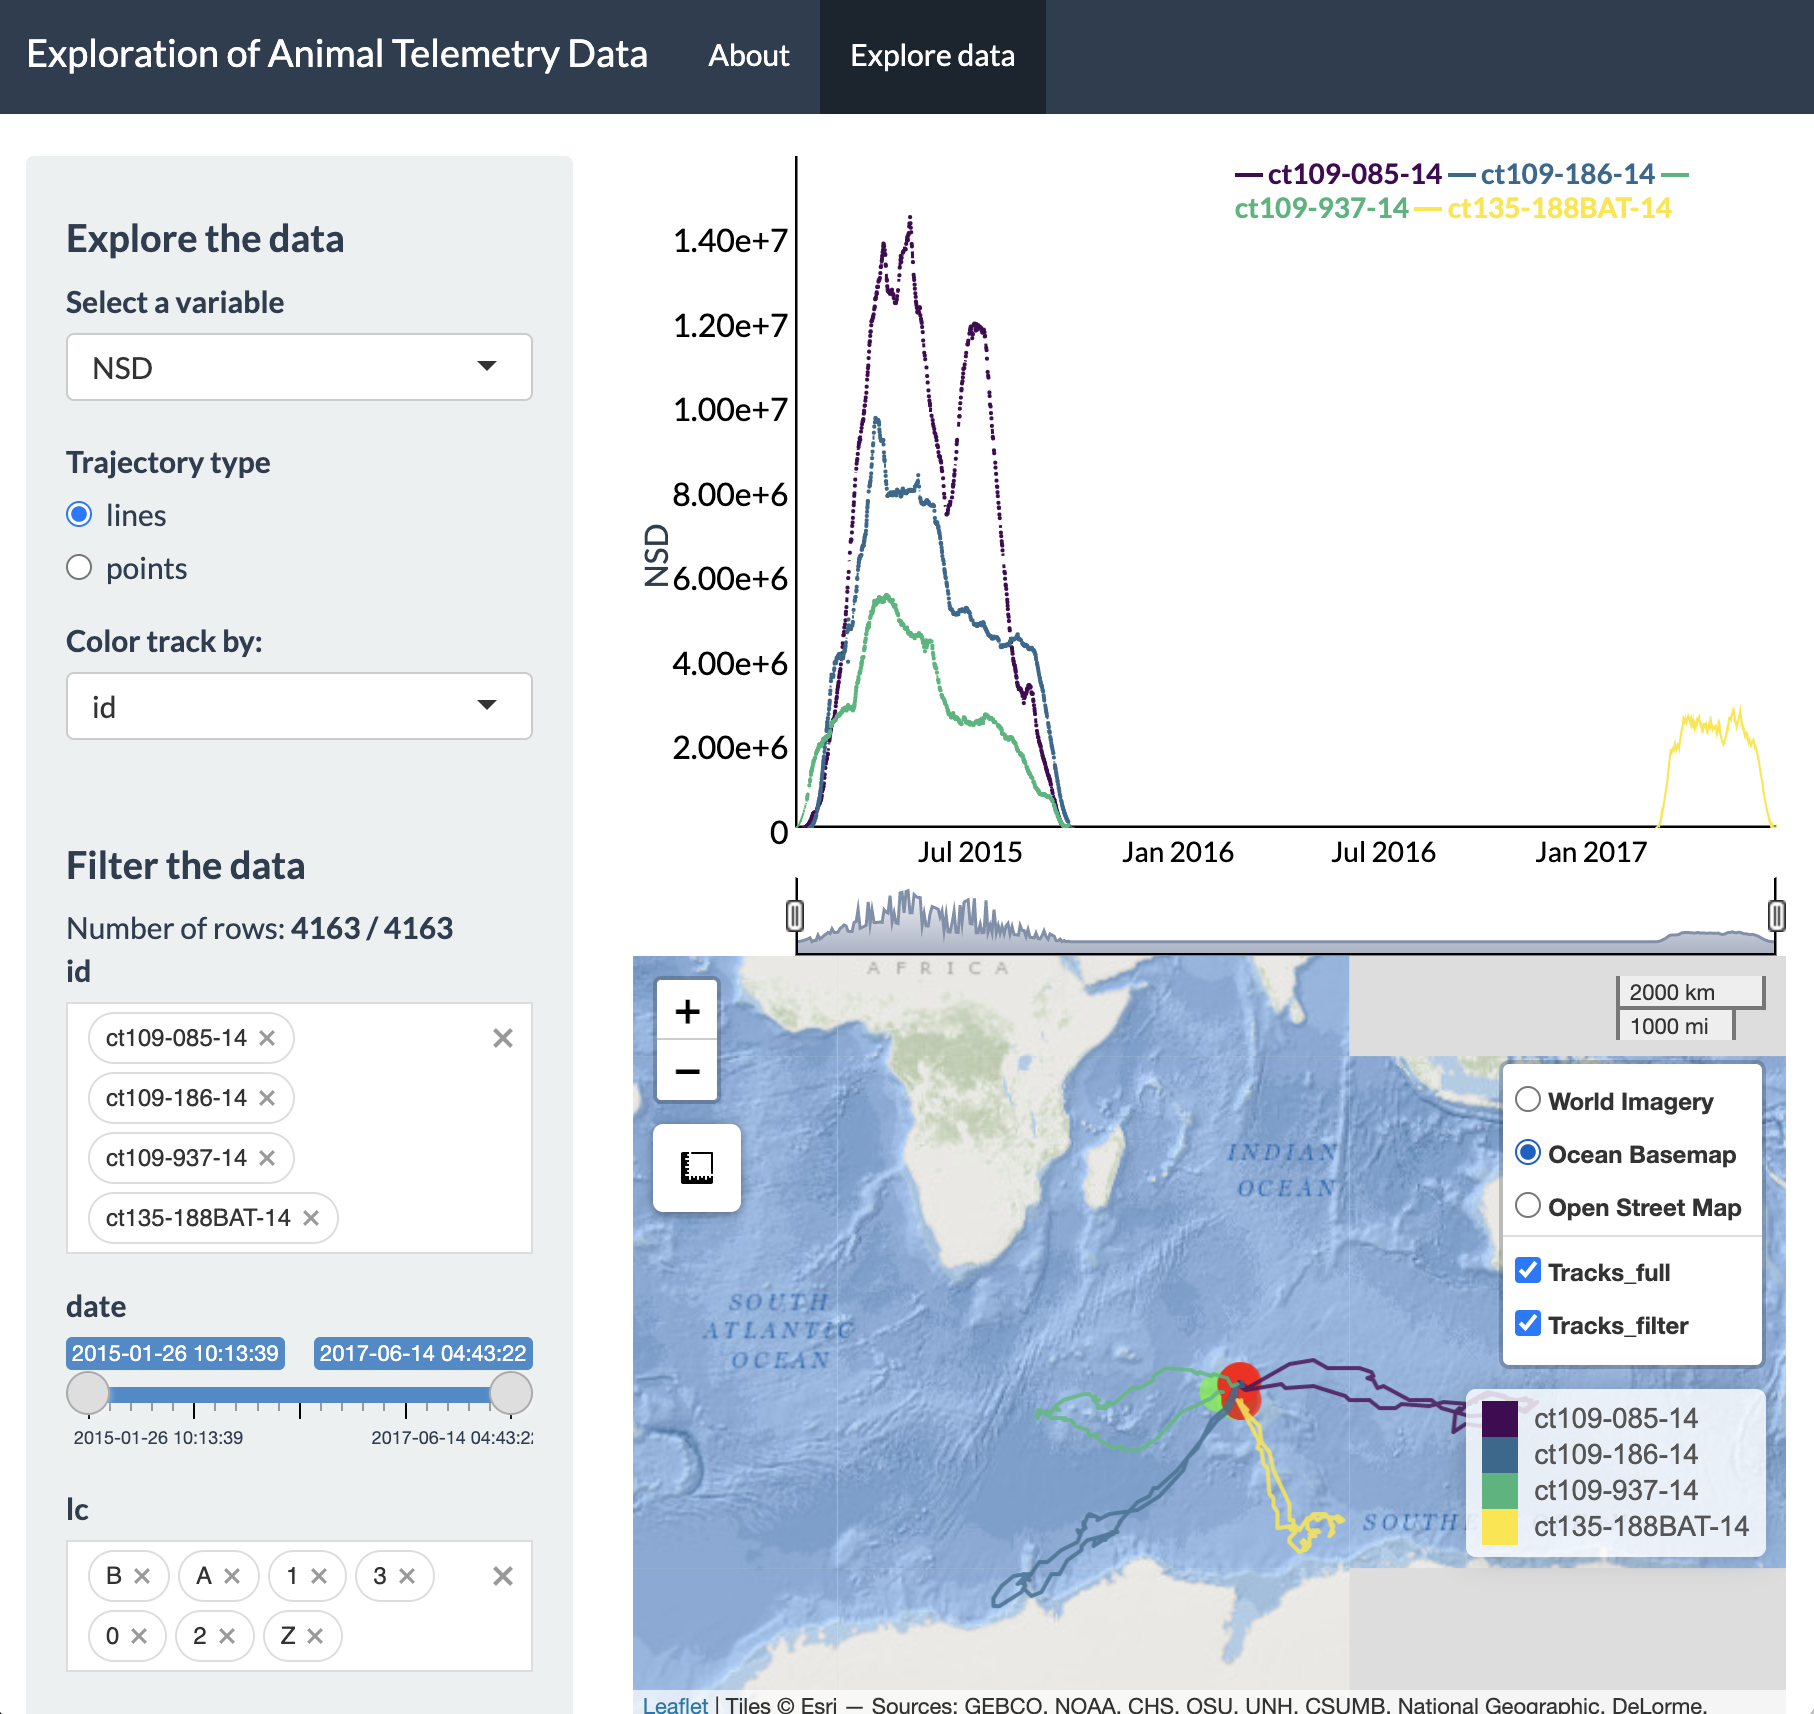 Exploration of Animal Telemetry Data
About
Explore data
Explore the data
Select a variable
NSD
Trajectory type
lines
points
Color track by:
id
Filter the data
Number of rows: 4163 / 4163
id
ct109-085-14 ×
×
ct109-186-14 ×
ct109-937-14 ×
ct135-188BAT-14 ×
date
2015-01-26 10:13:39
2017-06-14 04:43:22
2015-01-26 10:13:39
2017-06-14 04:43:22
lc
B × A × 1 × 3 ×
×
0 × 2 × Z ×
ct109-085-14 ct109-186-14
ct109-937-14 ct135-188BAT-14
1.40e+7
1.20e+7
1.00e+7
8.00e+6
6.00e+6
4.00e+6
2.00e+6
0
NSD
Jul 2015
Jan 2016
Jul 2016
Jan 2017
AFRICA
+
−
2000 km
1000 mi
World Imagery
Ocean Basemap
Open Street Map
Tracks_full
Tracks_filter
INDIAN
OCEAN
SOUTH
ATLANTIC
OCEAN
SOUTHE
ct109-085-14
ct109-186-14
ct109-937-14
ct135-188BAT-14
Leaflet | Tiles © Esri — Sources: GEBCO, NOAA, CHS, OSU, UNH, CSUMB, National Geographic, DeLorme,